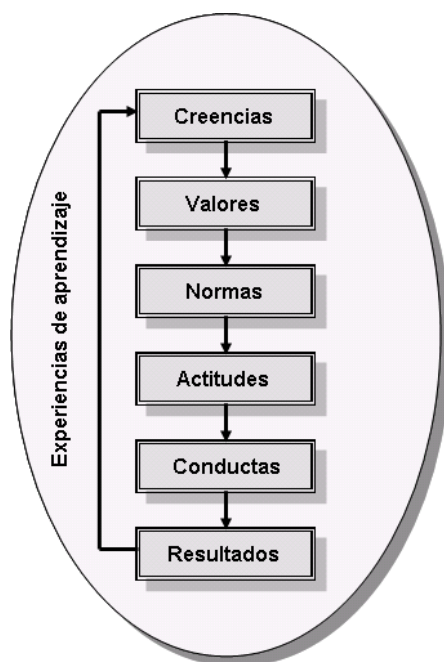 Creencias
Valores
Normas
Actitudes
Conductas
Resultados
Experiencias de aprendizaje